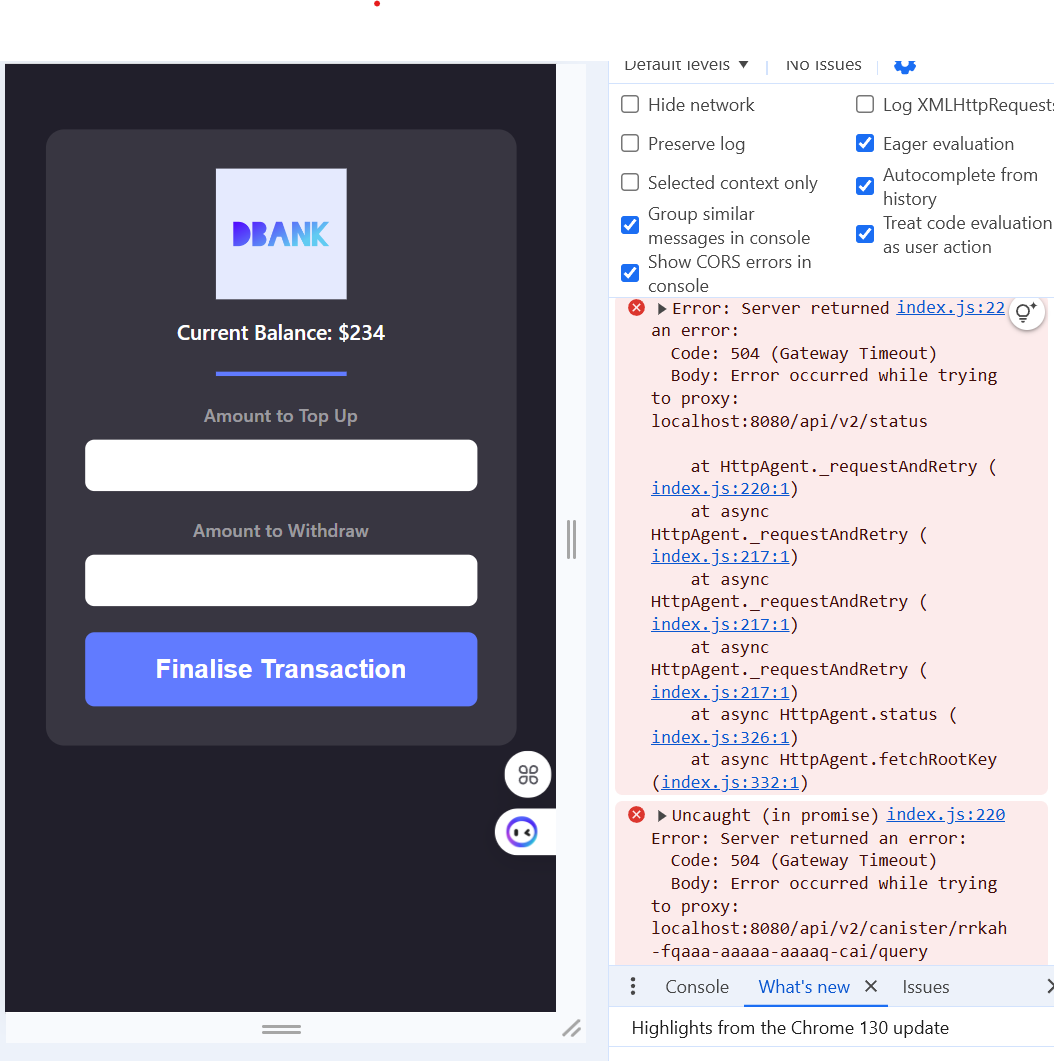 DBANK
Current Balance: $234
Amount to Top Up
Amount to Withdraw
Finalise Transaction
Default levels ▼ No Issues
Hide network
Log XMLHttpRequests
Preserve log
Eager evaluation
Selected context only
Autocomplete from
history
Group similar
messages in console
Treat code evaluation
as user action
Show CORS errors in
console
Error: Server returned index.js:22
an error:
Code: 504 (Gateway Timeout)
Body: Error occurred while trying
to proxy:
localhost:8080/api/v2/status
at HttpAgent._requestAndRetry (
index.js:220:1)
at async
HttpAgent._requestAndRetry (
index.js:217:1)
at async
HttpAgent._requestAndRetry (
index.js:217:1)
at async
HttpAgent._requestAndRetry (
index.js:217:1)
at async HttpAgent.status (
index.js:326:1)
at async HttpAgent.fetchRootKey
(index.js:332:1)
Uncaught (in promise) index.js:220
Error: Server returned an error:
Code: 504 (Gateway Timeout)
Body: Error occurred while trying
to proxy:
localhost:8080/api/v2/canister/rrkah
-fqaaa-aaaaa-aaaaq-cai/query
Console What's new Issues
Highlights from the Chrome 130 update